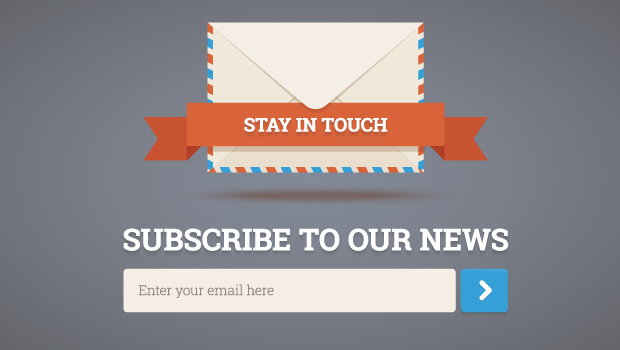 STAY IN TOUCH
SUBSCRIBE TO OUR NEWS
Enter your email here